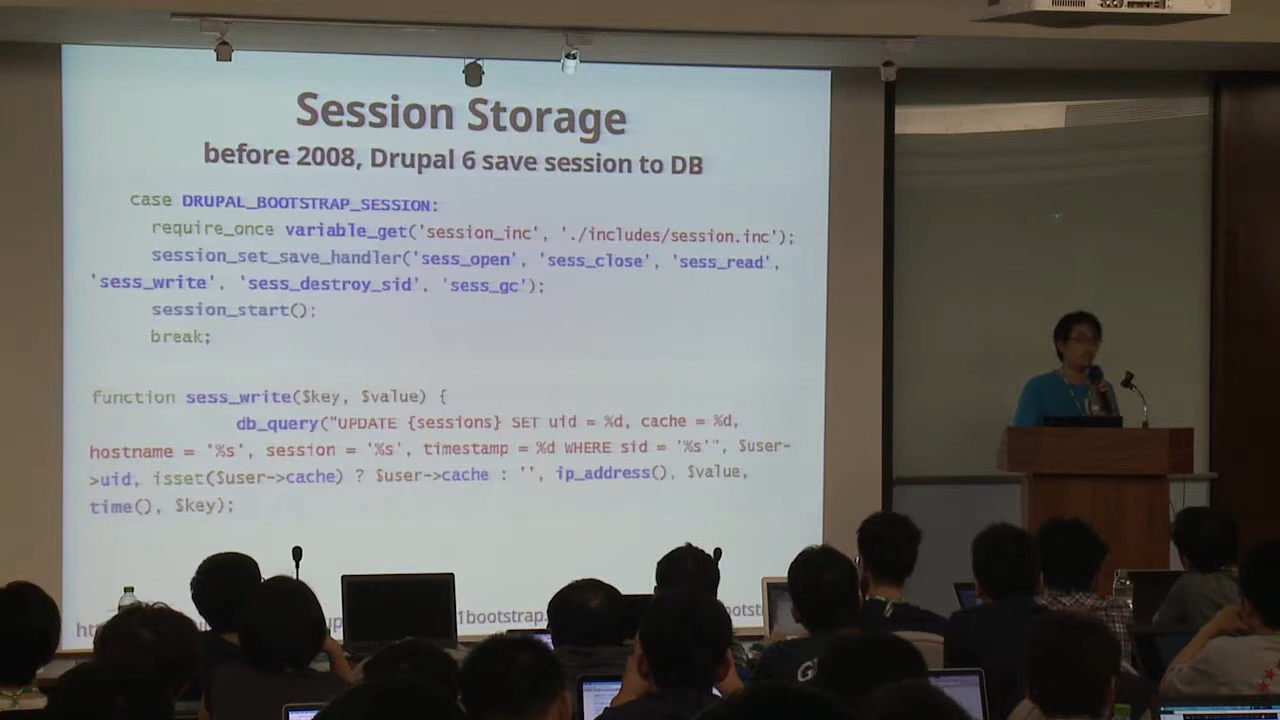 Session Storage
before 2008, Drupal 6 save session to DB
case DRUPAL_BOOTSTRAP_SESSION:
require_once variable_get('session_inc', './includes/session.inc');
session_set_save_handler('sess_open', 'sess_close', 'sess_read',
'sess_write', 'sess_destroy_sid', 'sess_gc');
session_start();
break;
function sess_write($key, $value) {
db_query("UPDATE {sessions} SET uid = %d, cache = %d,
hostname = '%s', session = '%s', timestamp = %d WHERE sid = '%s'", $user-
>uid, isset($user->cache) ? $user->cache : '', ip_address(), $value,
time(), $key);
1bootstrap.